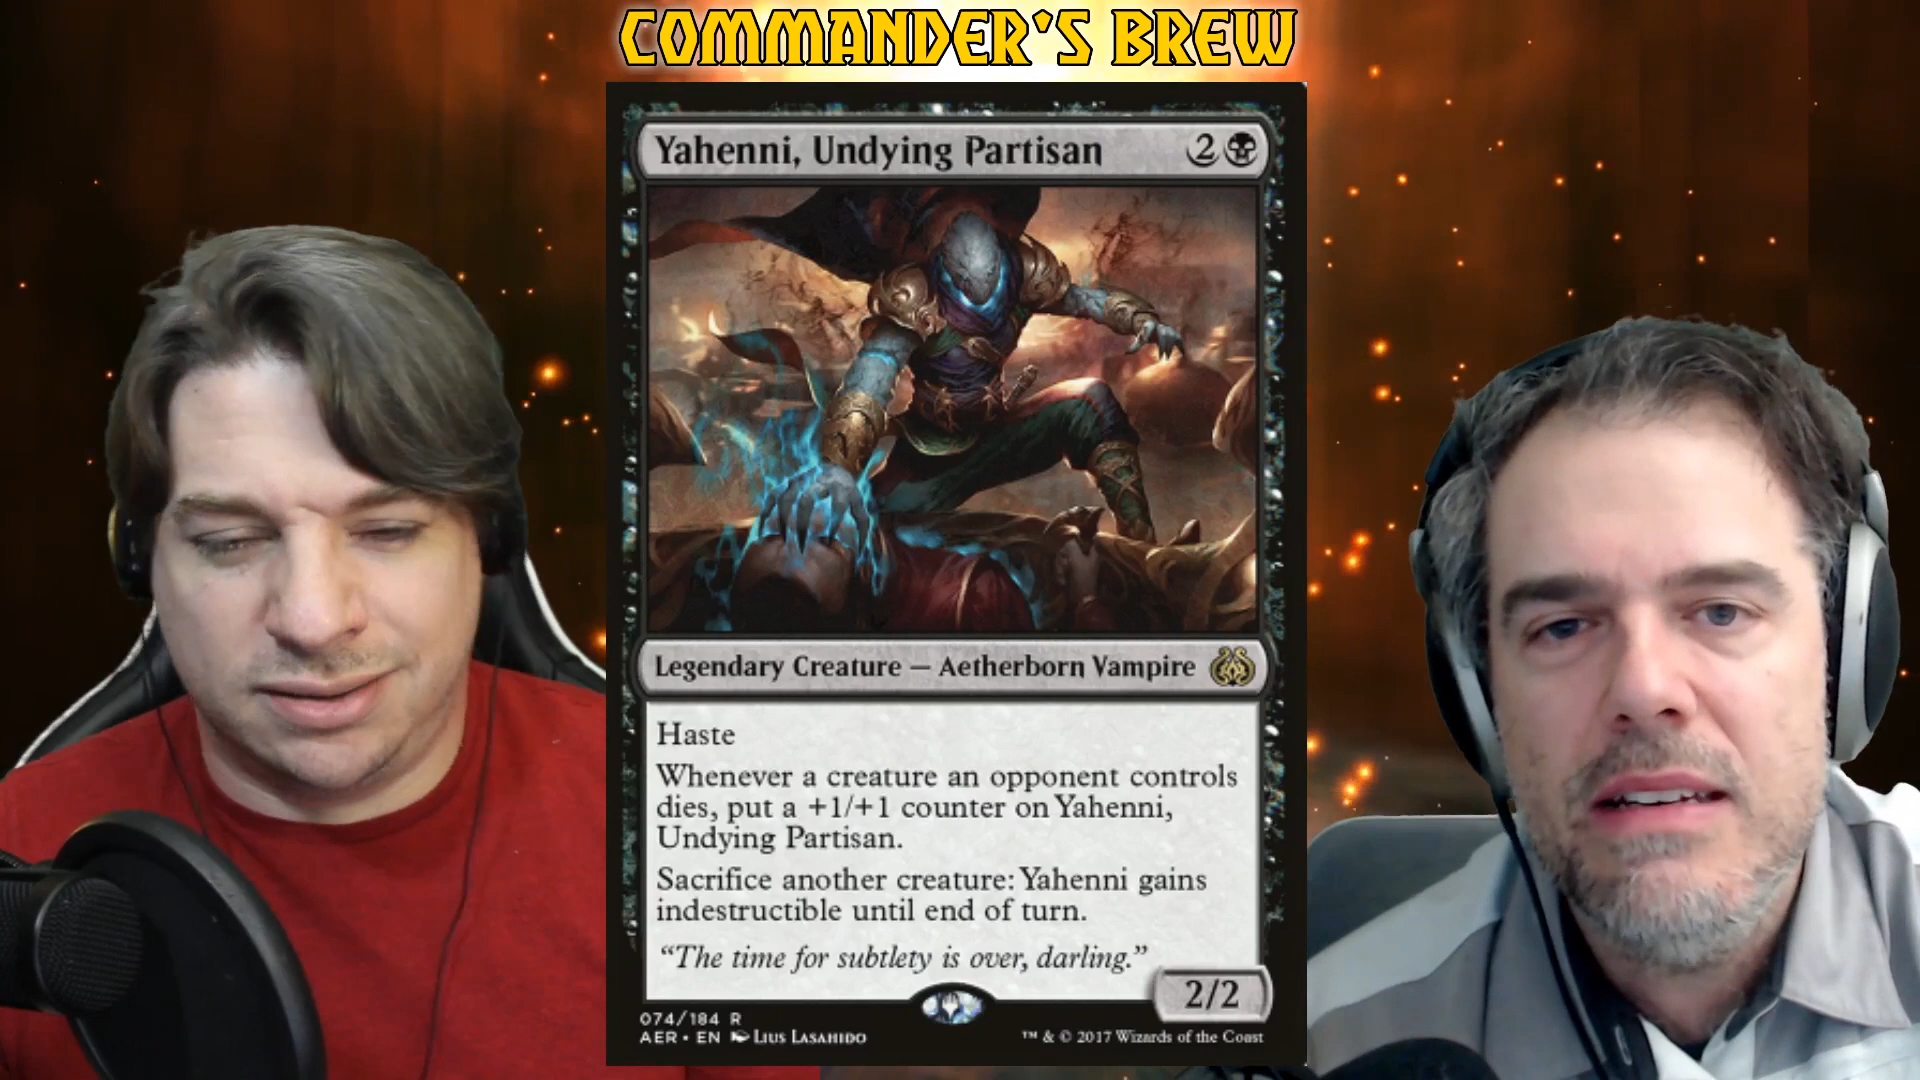 COMMANDER'S BREW
Yahenni, Undying Partisan 2
Legendary Creature — Aetherborn Vampire
Haste
Whenever a creature an opponent controls
dies, put a +1/+1 counter on Yahenni,
Undying Partisan.
Sacrifice another creature: Yahenni gains
indestructible until end of turn.
“The time for subtlety is over, darling.”
2/2
074/184 R
AER • EN Lius Lasahido
™ & © 2017 Wizards of the Coast